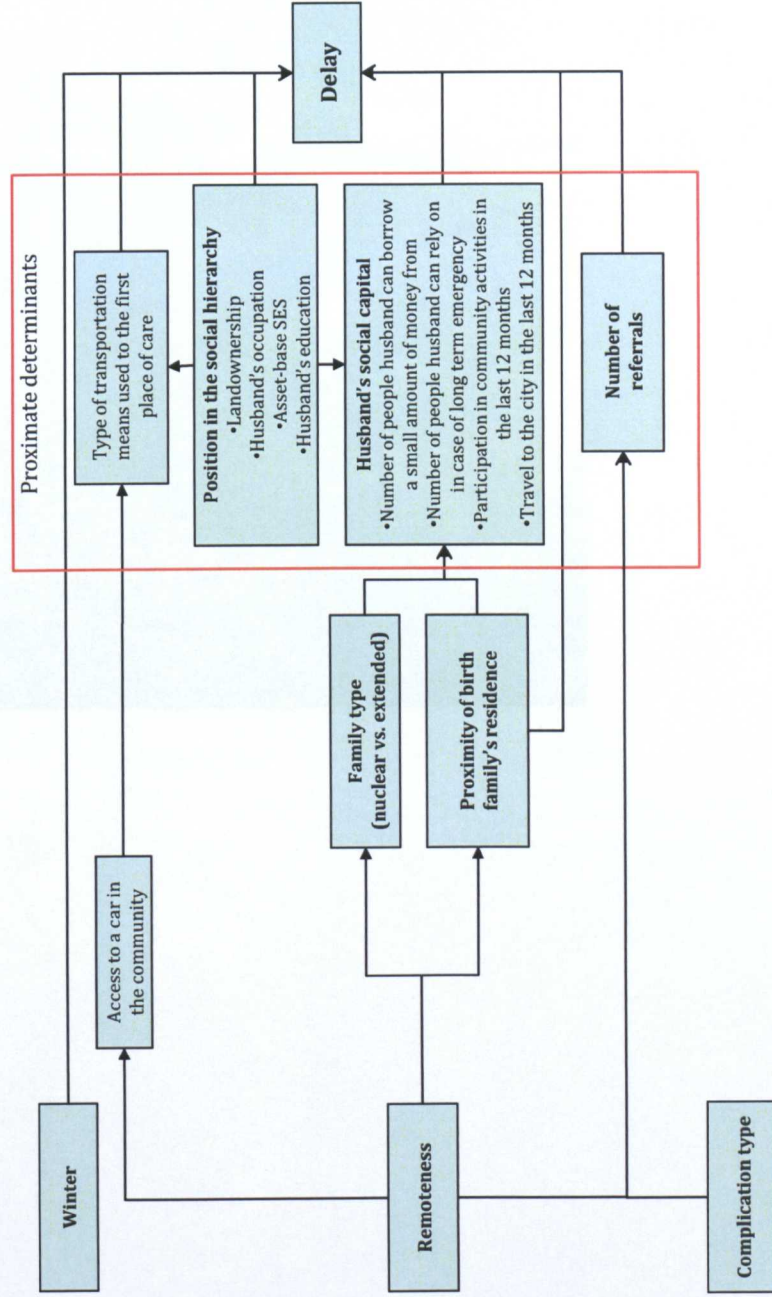 Proximate determinants
Winter
Access to a car in
the community
Type of transportation
means used to the first
place of care
Position in the social hierarchy
•Landownership
•Husband's occupation
•Asset-base SES
•Husband's education
Delay
Remoteness
Family type
(nuclear vs. extended)
Proximity of birth
family's residence
Husband's social capital
•Number of people husband can borrow
a small amount of money from
•Number of people husband can rely on
in case of long term emergency
•Participation in community activities in
the last 12 months
•Travel to the city in the last 12 months
Number of
referrals
Complication type